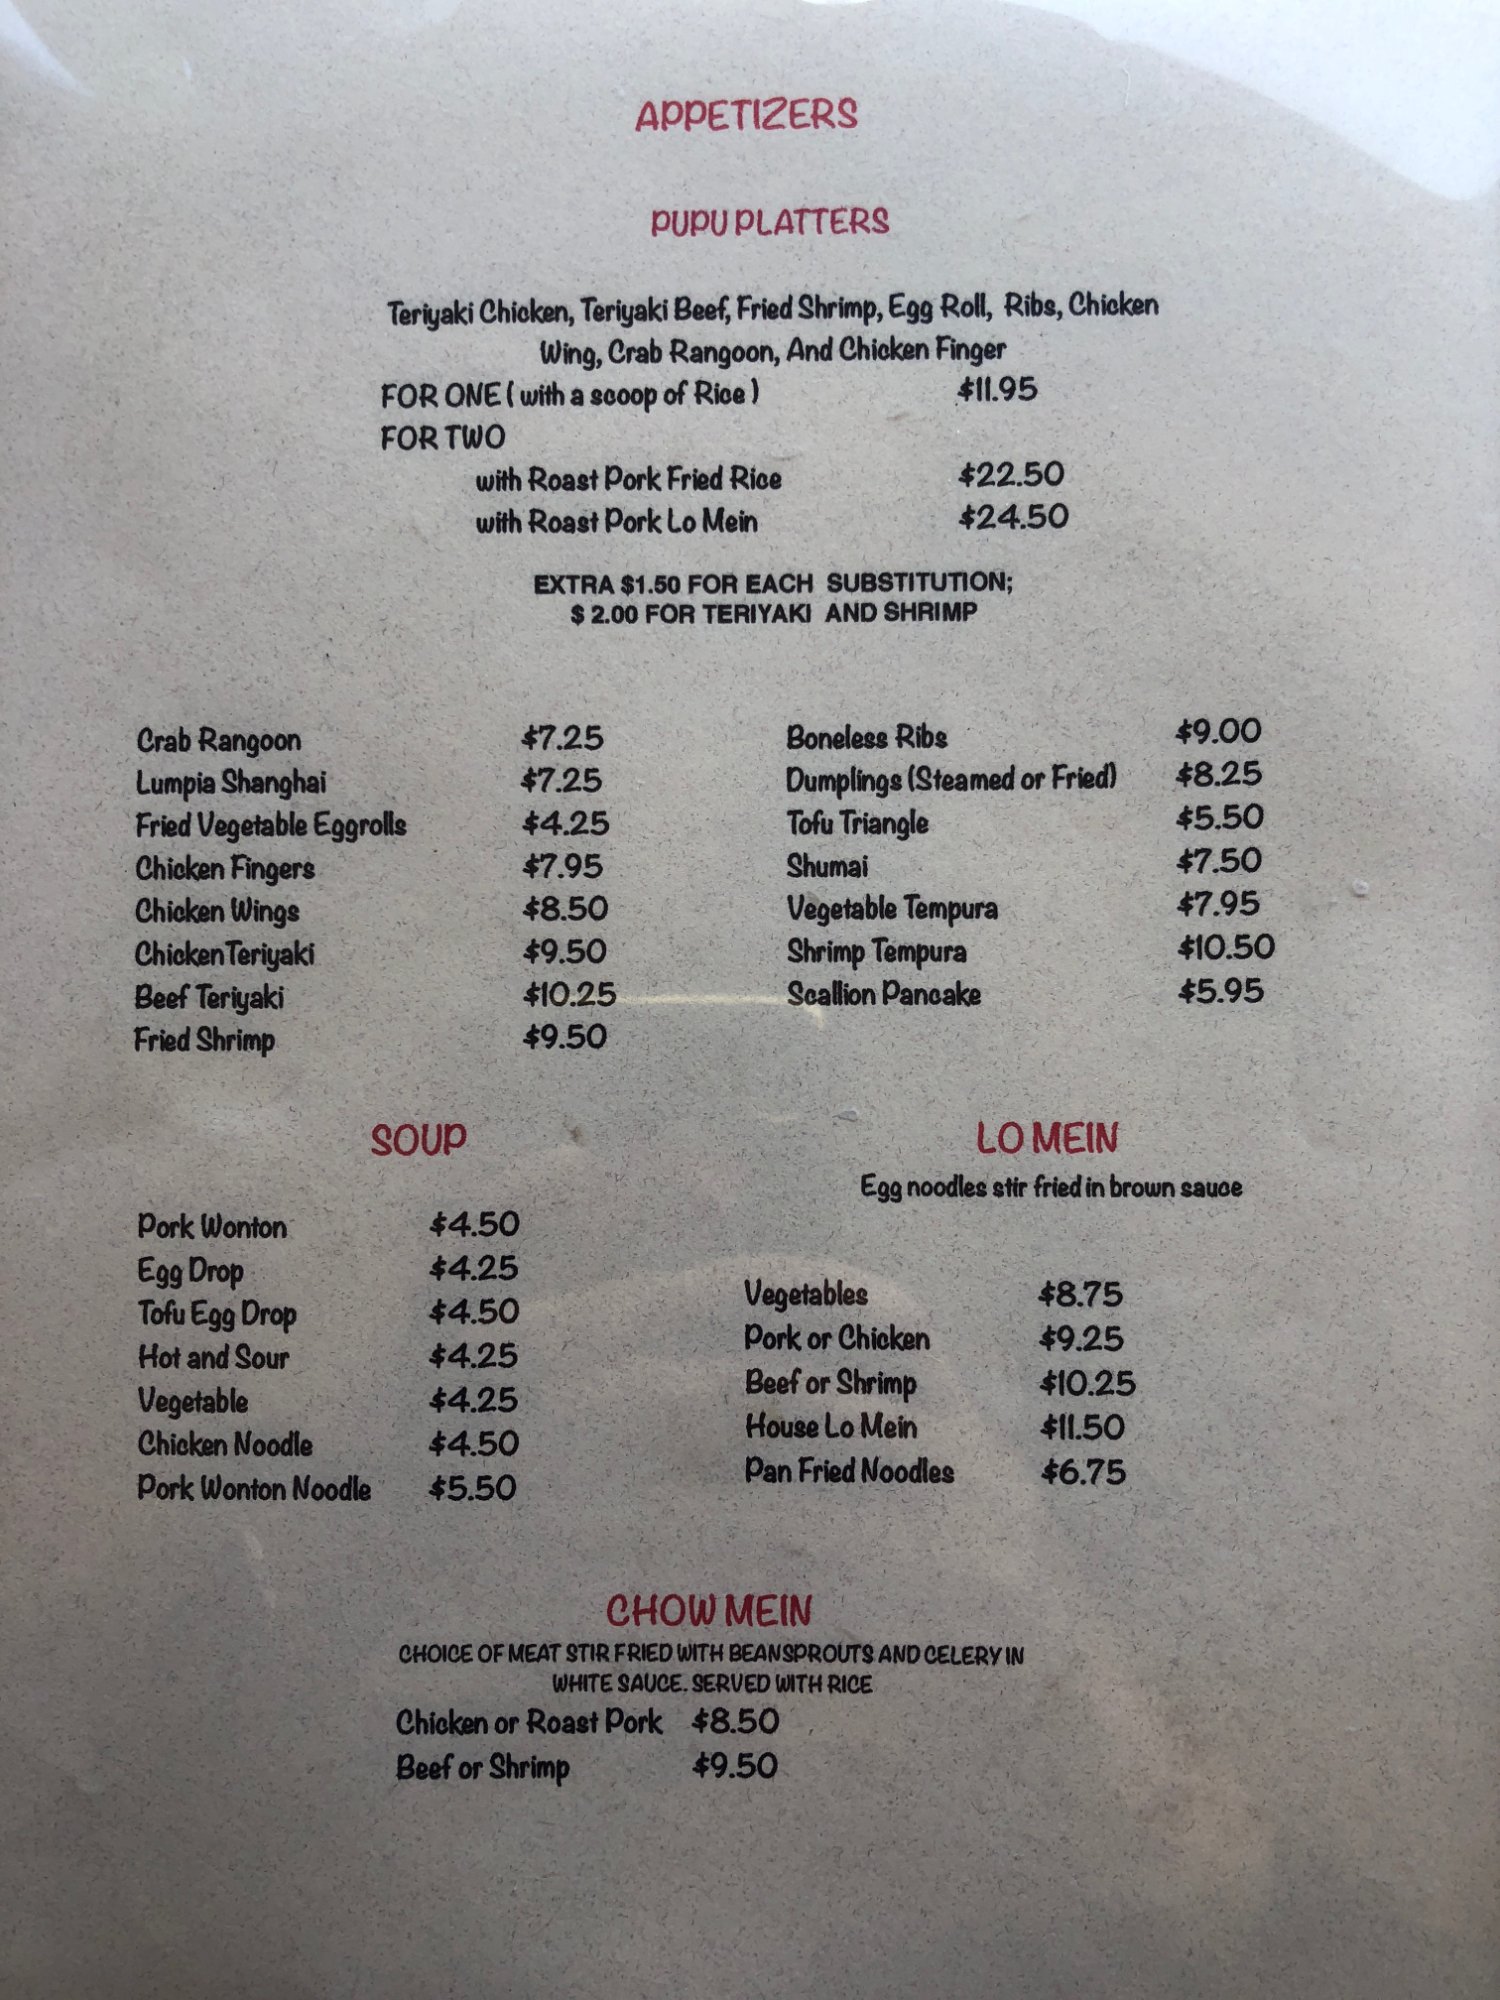 APPETIZERS
PUPU PLATTERS
Teriyaki Chicken, Teriyaki Beef, Fried Shrimp, Egg Roll, Ribs, Chicken
Wing, Crab Rangoon, And Chicken Finger
FOR ONE ( with a scoop of Rice ) $11.95
FOR TWO
with Roast Pork Fried Rice $22.50
with Roast Pork Lo Mein $24.50
EXTRA $1.50 FOR EACH SUBSTITUTION;
$ 2.00 FOR TERIYAKI AND SHRIMP
Crab Rangoon $7.25
Lumpia Shanghai $7.25
Fried Vegetable Eggrolls $4.25
Chicken Fingers $7.95
Chicken Wings $8.50
Chicken Teriyaki $9.50
Beef Teriyaki $10.25
Fried Shrimp $9.50
Boneless Ribs $9.00
Dumplings (Steamed or Fried) $8.25
Tofu Triangle $5.50
Shumai $7.50
Vegetable Tempura $7.95
Shrimp Tempura $10.50
Scallion Pancake $5.95
SOUP
Pork Wonton $4.50
Egg Drop $4.25
Tofu Egg Drop $4.50
Hot and Sour $4.25
Vegetable $4.25
Chicken Noodle $4.50
Pork Wonton Noodle $5.50
LO MEIN
Egg noodles stir fried in brown sauce
Vegetables $8.75
Pork or Chicken $9.25
Beef or Shrimp $10.25
House Lo Mein $11.50
Pan Fried Noodles $6.75
CHOW MEIN
CHOICE OF MEAT STIR FRIED WITH BEANSPROUTS AND CELERY IN
WHITE SAUCE. SERVED WITH RICE
Chicken or Roast Pork $8.50
Beef or Shrimp $9.50